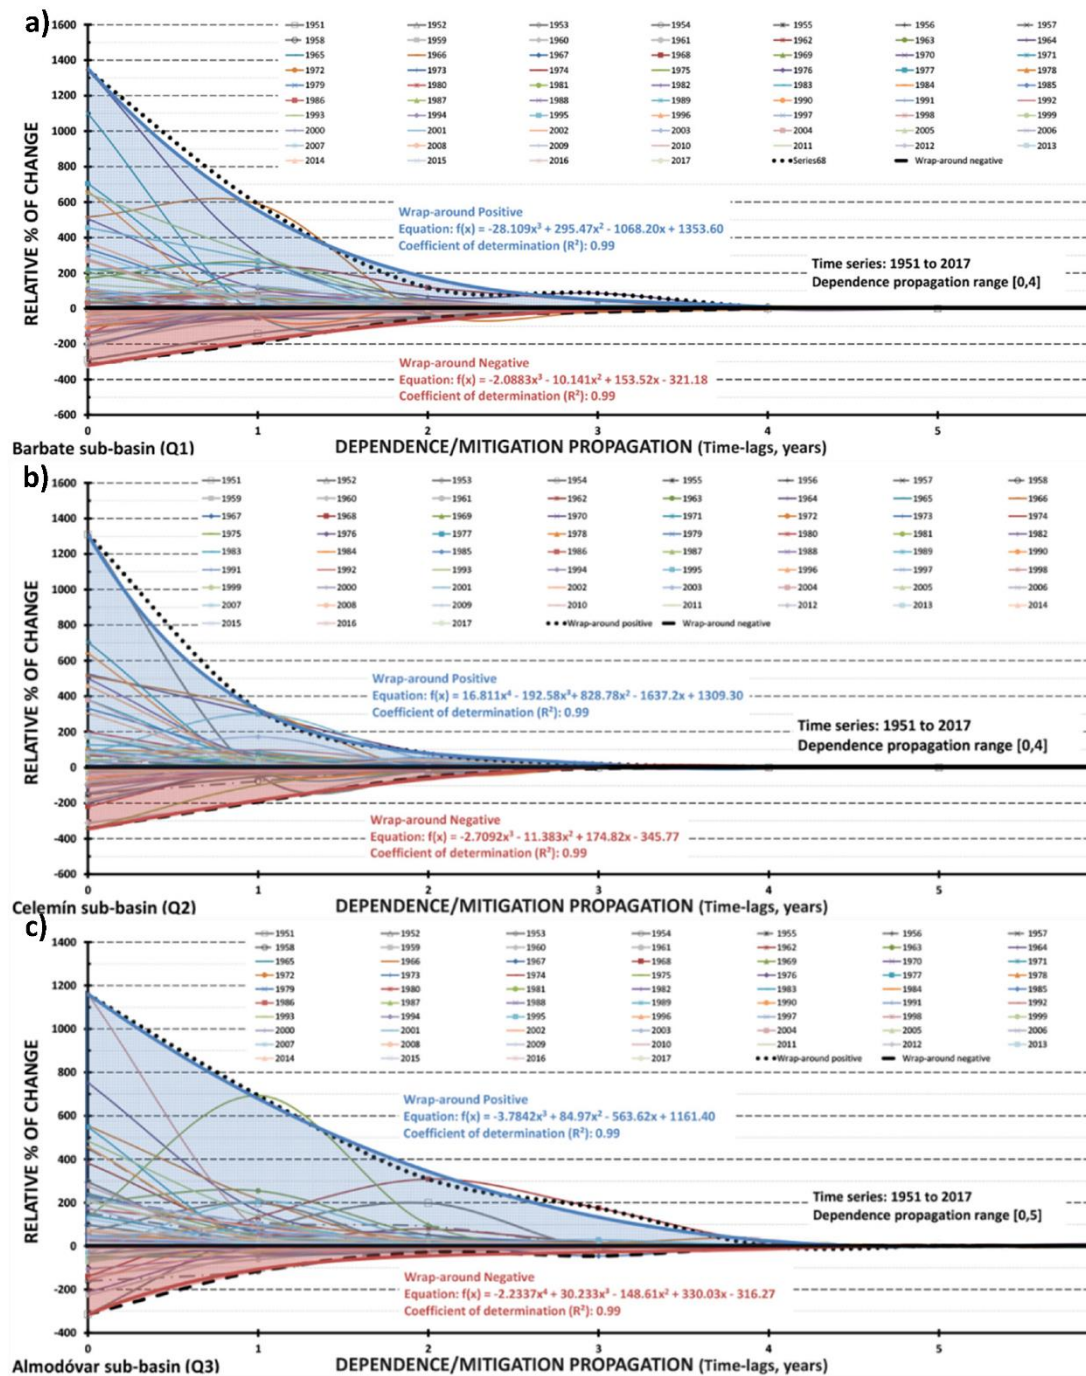 a)
1600 1951 1952 1953 1954 1955 1956 1957
1958 1959 1960 1961 1962 1963 1964
1400 1965 1966 1967 1968 1969 1970 1971
1972 1973 1974 1975 1976 1977 1978
1200 1979 1980 1981 1982 1983 1984 1985
1986 1987 1988 1989 1990 1991 1992
1000 1993 1994 1995 1996 1997 1998 1999
2000 2001 2002 2003 2004 2005 2006
2007 2008 2009 2010 2011 2012 2013
800 2014 2015 2016 2017 Series68 Wrap-around negative
600
400
200
0
-200
-400
-600
RELATIVE % OF CHANGE
Wrap-around Positive
Equation: f(x) = -28.109x³ + 295.47x² - 1068.20x + 1353.60
Coefficient of determination (R²): 0.99
Time series: 1951 to 2017
Dependence propagation range [0,4]
Wrap-around Negative
Equation: f(x) = -2.0883x³ - 10.141x² + 153.52x - 321.18
Coefficient of determination (R²): 0.99
0 1 2 3 4 5
Barbate sub-basin (Q1) DEPENDENCE/MITIGATION PROPAGATION (Time-lags, years)
b)
1600 1951 1952 1953 1954 1955 1956 1957 1958
1959 1960 1961 1962 1963 1964 1965 1966
1400 1967 1968 1969 1970 1971 1972 1973 1974
1975 1976 1977 1978 1979 1980 1981 1982
1200 1983 1984 1985 1986 1987 1988 1989 1990
1991 1992 1993 1994 1995 1996 1997 1998
1000 1999 2000 2001 2002 2003 2004 2005 2006
2007 2008 2009 2010 2011 2012 2013 2014
800 2015 2016 2017 Wrap-around positive Wrap-around negative
600
400
200
0
-200
-400
-600
RELATIVE % OF CHANGE
Wrap-around Positive
Equation: f(x) = 16.811x⁴ - 192.58x³+ 828.78x² - 1637.2x + 1309.30
Coefficient of determination (R²): 0.99
Time series: 1951 to 2017
Dependence propagation range [0,4]
Wrap-around Negative
Equation: f(x) = -2.7092x³ - 11.383x² + 174.82x - 345.77
Coefficient of determination (R²): 0.99
0 1 2 3 4 5
Celemín sub-basin (Q2) DEPENDENCE/MITIGATION PROPAGATION (Time-lags, years)
c)
1400 1951 1952 1953 1954 1955 1956 1957
1958 1959 1960 1961 1962 1963 1964
1965 1966 1967 1968 1969 1970 1971
1200 1972 1973 1974 1975 1976 1977 1978
1979 1980 1981 1982 1983 1984 1985
1986 1987 1988 1989 1990 1991 1992
1000 1993 1994 1995 1996 1997 1998 1999
2000 2001 2002 2003 2004 2005 2006
2007 2008 2009 2010 2011 2012 2013
2014 2015 2016 2017 Wrap-around positive Wrap-around negative
800
600
400
200
0
-200
-400
RELATIVE % OF CHANGE
Wrap-around Positive
Equation: f(x) = -3.7842x³ + 84.97x² - 563.62x + 1161.40
Coefficient of determination (R²): 0.99
Time series: 1951 to 2017
Dependence propagation range [0,5]
Wrap-around Negative
Equation: f(x) = -2.2337x⁴ + 30.233x³ - 148.61x² + 330.03x - 316.27
Coefficient of determination (R²): 0.99
0 1 2 3 4 5
Almodóvar sub-basin (Q3) DEPENDENCE/MITIGATION PROPAGATION (Time-lags, years)